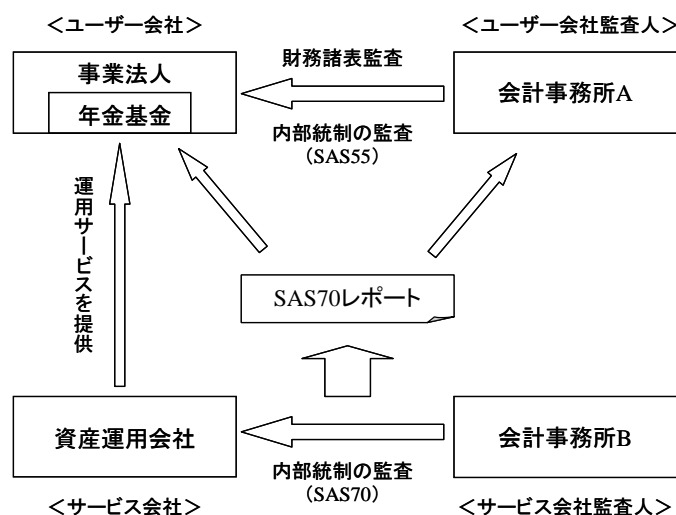 ＜ユーザー会社＞
＜ユーザー会社監査人＞
事業法人
年金基金
財務諸表監査
会計事務所A
内部統制の監査
（SAS55）
運用サービスを提供
SAS70レポート
資産運用会社
会計事務所B
内部統制の監査
（SAS70）
＜サービス会社＞
＜サービス会社監査人＞